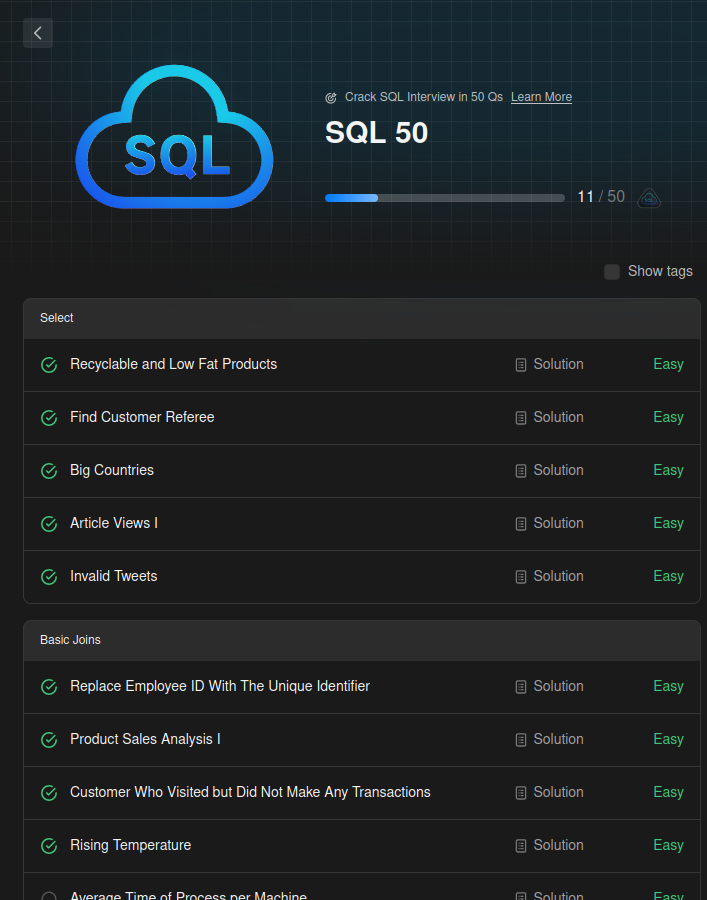 SQL
Crack SQL Interview in 50 Qs Learn More
SQL 50
11 / 50
Show tags
Select
Recyclable and Low Fat Products Solution Easy
Find Customer Referee Solution Easy
Big Countries Solution Easy
Article Views I Solution Easy
Invalid Tweets Solution Easy
Basic Joins
Replace Employee ID With The Unique Identifier Solution Easy
Product Sales Analysis I Solution Easy
Customer Who Visited but Did Not Make Any Transactions Solution Easy
Rising Temperature Solution Easy
Average Time of Process per Machine Solution Easy